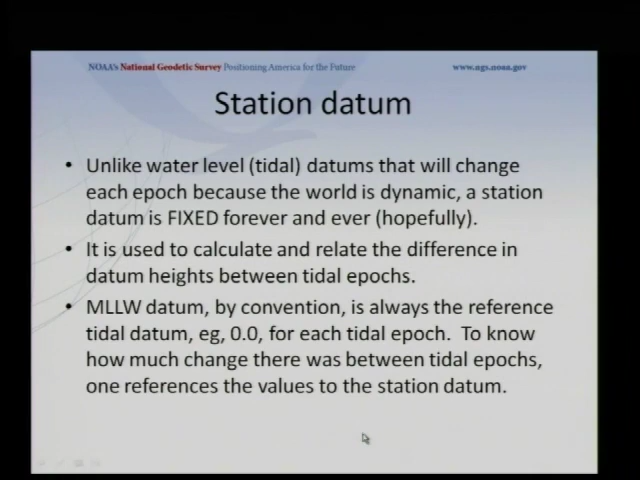 NOAA's National Geodetic Survey Positioning America for the Future www.ngs.noaa.gov
Station datum
• Unlike water level (tidal) datums that will change
each epoch because the world is dynamic, a station
datum is FIXED forever and ever (hopefully).
• It is used to calculate and relate the difference in
datum heights between tidal epochs.
• MLLW datum, by convention, is always the reference
tidal datum, eg, 0.0, for each tidal epoch. To know
how much change there was between tidal epochs,
one references the values to the station datum.